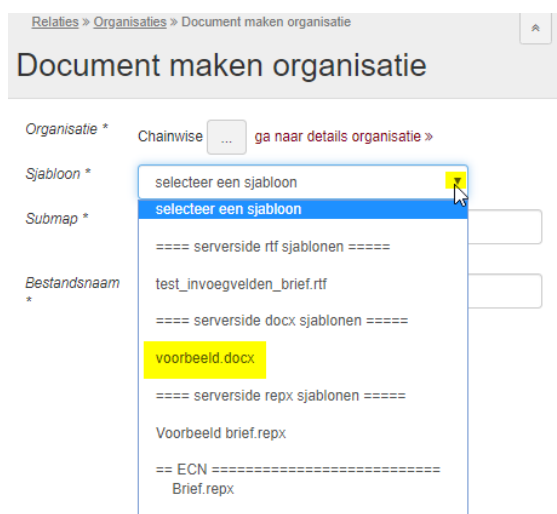 Relaties » Organisaties » Document maken organisatie
Document maken organisatie
Organisatie *
Chainwise ... ga naar details organisatie »
Sjabloon *
selecteer een sjabloon
selecteer een sjabloon
Submap *
==== serverside rtf sjablonen =====
Bestandsnaam
*
test_invoegvelden_brief.rtf
==== serverside docx sjablonen =====
voorbeeld.docx
==== serverside repx sjablonen =====
Voorbeeld brief.repx
== ECN ==========================
Brief.repx